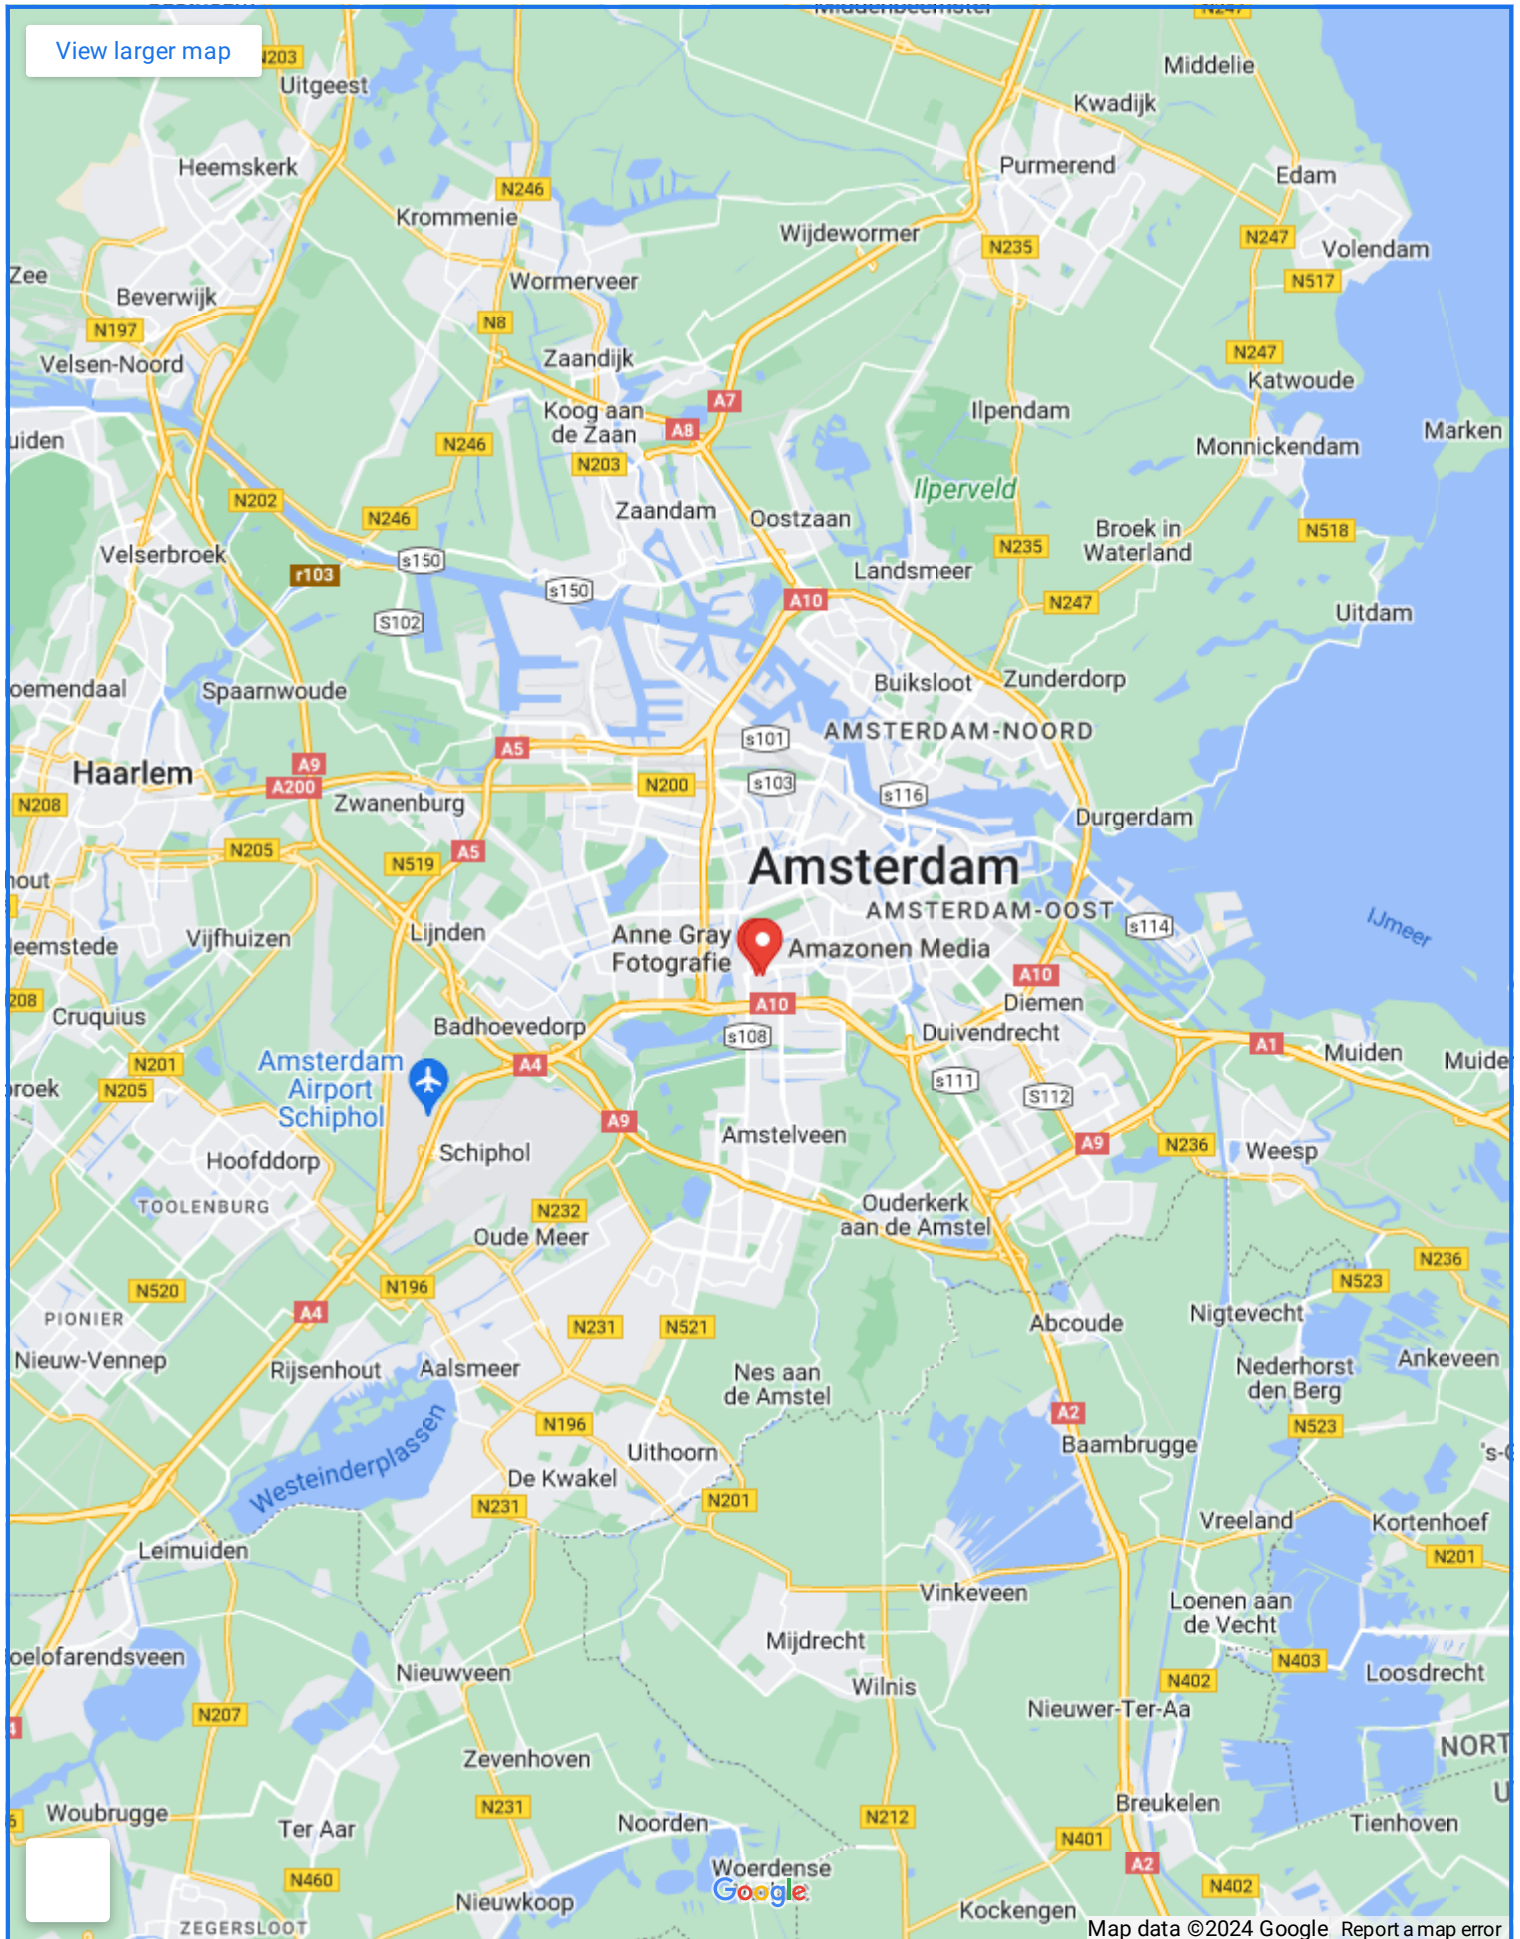 View larger map
N203
N247
Middelie
Uitgeest
Kwadijk
Heemskerk
Purmerend
Edam
N246
Krommenie
Wijdewormer
N235
N247
Volendam
Zee
Wormerveer
N517
Beverwijk
N197
N8
Velsen-Noord
Zaandijk
N247
Katwoude
A7
Koog aan
de Zaan
A8
Ilpendam
Marken
N246
N203
Monnickendam
Ilperveld
N202
N246
Zaandam
Oostzaan
Broek in
Waterland
N518
Velserbroek
s150
N235
r103
s150
Landsmeer
A10
N247
S102
Uitdam
Spaarnwoude
Buiksloot
Zunderdorp
AMSTERDAM-NOORD
s101
A5
A9
Haarlem
A200
N200
s103
s116
N208
Zwanenburg
Durgerdam
N205
A5
N519
Amsterdam
AMSTERDAM-OOST
s114
IJmeer
Vijfhuizen
Lijnden
Anne Gray
Fotografie
Amazonen Media
A10
208
Cruquius
A10
Diemen
Badhoevedorp
s108
Duivendrecht
A1
Muiden
Amsterdam
Airport
Schiphol
N201
A4
N205
s111
S112
A9
Amstelveen
A9
N236
Weesp
Hoofddorp
Schiphol
TOOLENBURG
N232
Ouderkerk
aan de Amstel
Oude Meer
N236
N520
N196
N523
PIONIER
A4
N231
N521
Abcoude
Nigtevecht
Nieuw-Vennep
Rijsenhout
Aalsmeer
Nes aan
de Amstel
Nederhorst
den Berg
Ankeveen
A2
N196
N523
Westeinderplassen
Uithoorn
Baambrugge
De Kwakel
N231
N201
Vreeland
Kortenhoef
Leimuiden
N201
Vinkeveen
Loenen aan
de Vecht
Mijdrecht
oelofarendsveen
Nieuwveen
N403
Loosdrecht
Wilnis
N402
N207
Nieuwer-Ter-Aa
NORT
Zevenhoven
Woubrugge
Ter Aar
N231
Noorden
N212
Breukelen
N401
Tienhoven
A2
N460
Woerdense
N402
Google
Nieuwkoop
Kockengen
ZEGERSLOOT
Map data ©2024 Google
Report a map error